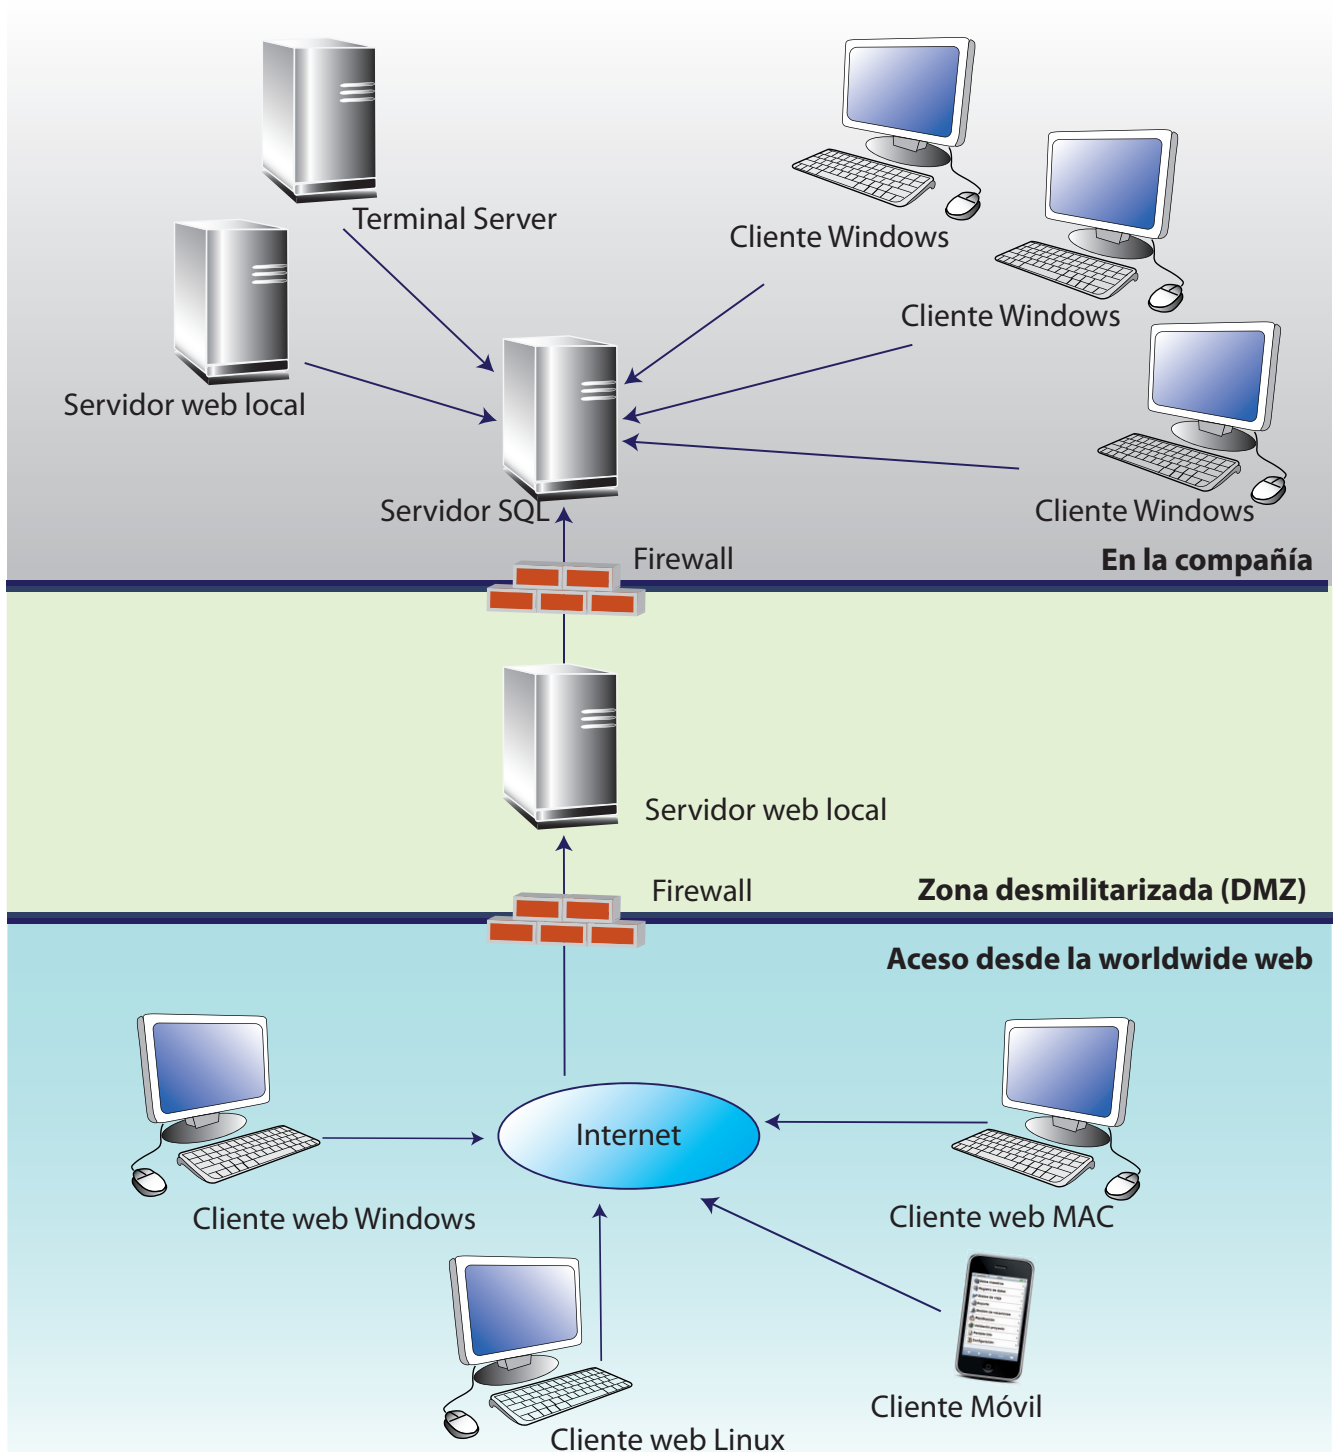 Terminal Server
Cliente Windows
Cliente Windows
Servidor web local
Servidor SQL
Cliente Windows
Firewall
En la compañía
Servidor web local
Firewall
Zona desmilitarizada (DMZ)
Aceso desde la worldwide web
Internet
Cliente web Windows
Cliente web MAC
Cliente Móvil
Cliente web Linux